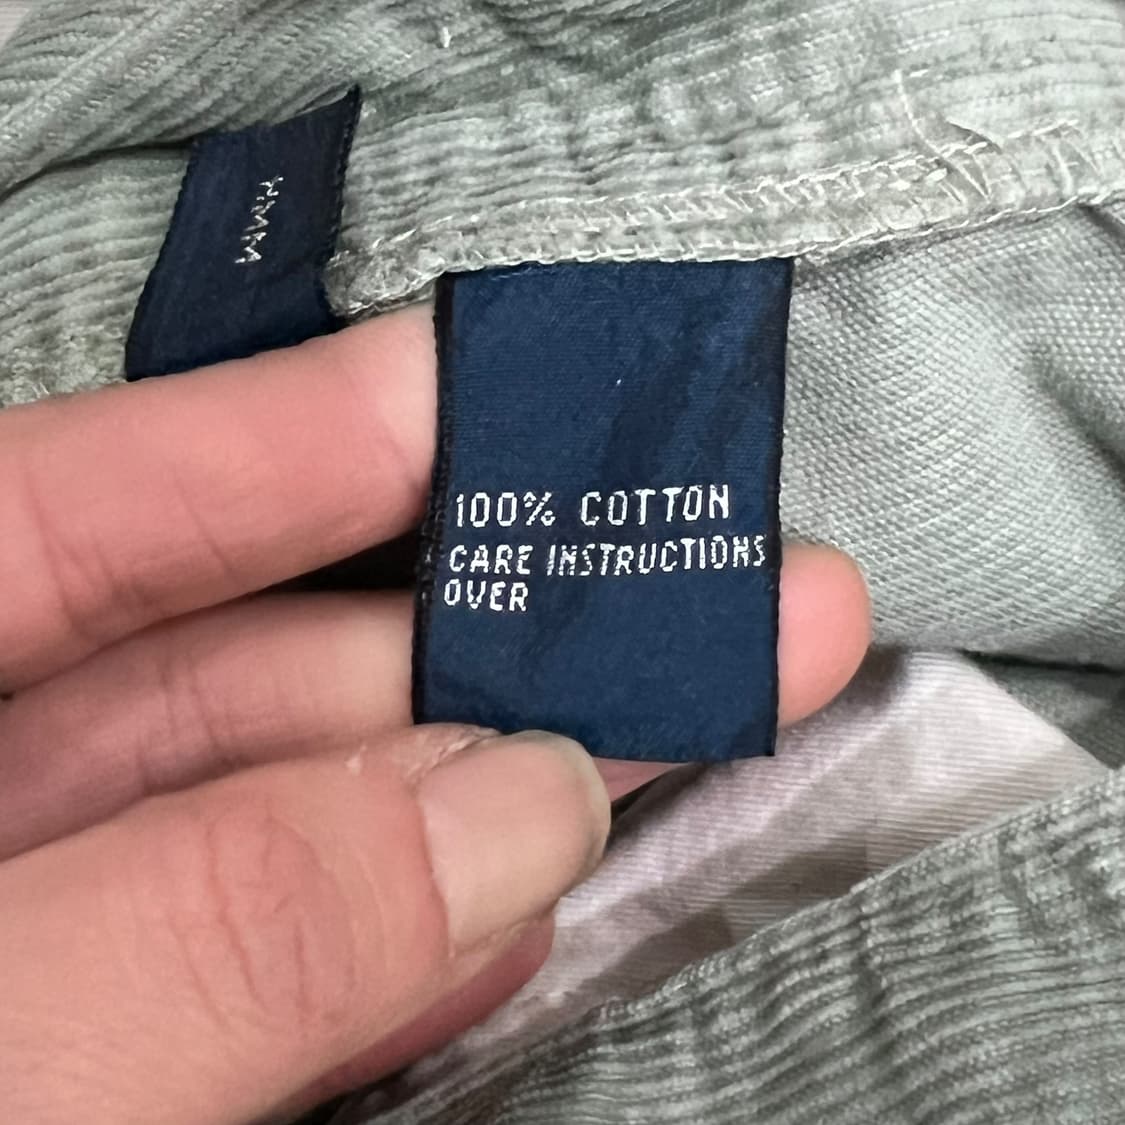 100% COTTON
CARE INSTRUCTIONS
OVER